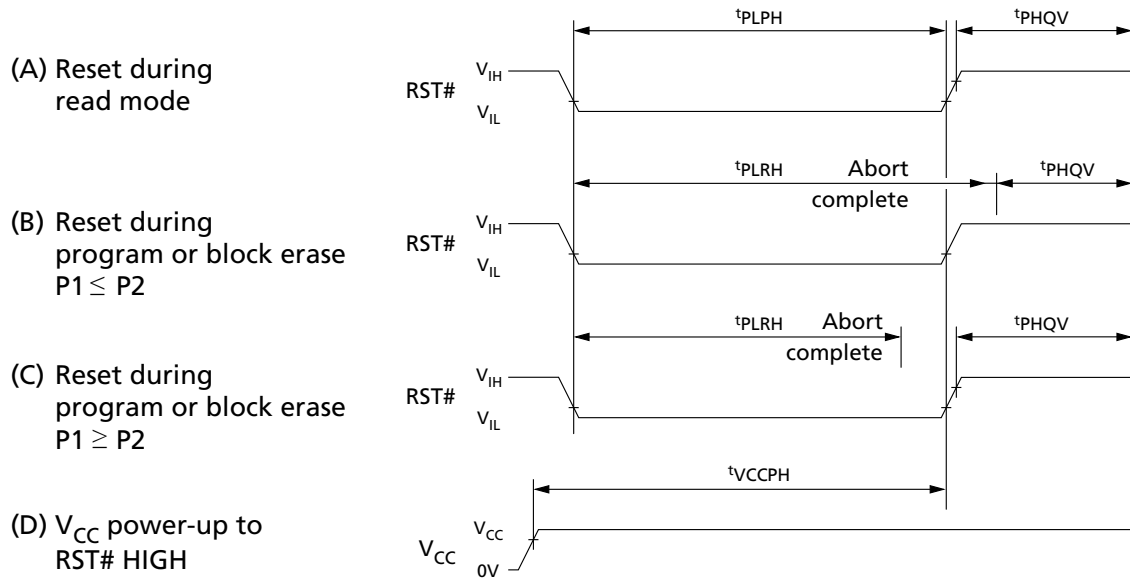 tPLPH
tPHQV
(A) Reset during
read mode
RST#
VIH
VIL
tPLRH
Abort
complete
tPHQV
(B) Reset during
program or block erase
P1 ≤ P2
RST#
VIH
VIL
tPLRH
Abort
complete
tPHQV
(C) Reset during
program or block erase
P1 ≥ P2
RST#
VIH
VIL
tVCCPH
(D) VCC power-up to
RST# HIGH
VCC
VCC
0V